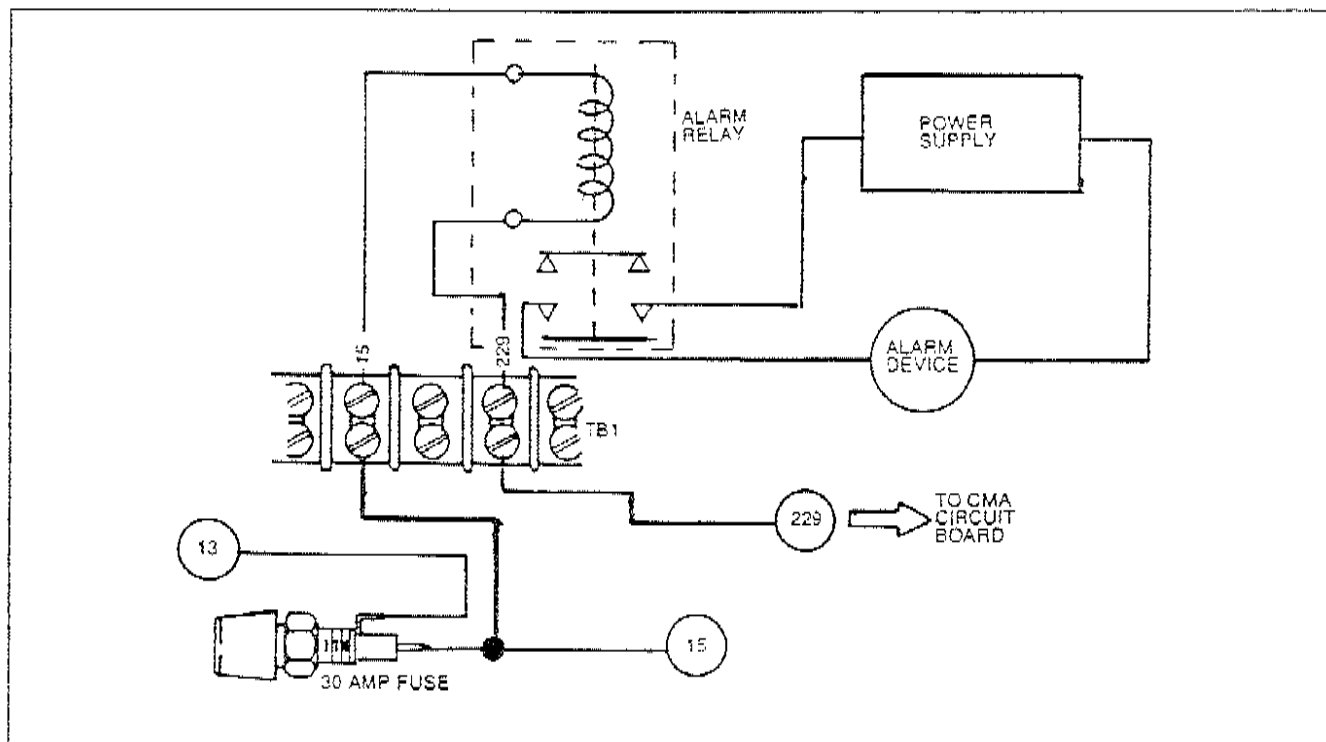 ALARM
RELAY
POWER
SUPPLY
15
229
ALARM
DEVICE
TB1
229
TO CMA
CIRCUIT
BOARD
13
15
30 AMP FUSE